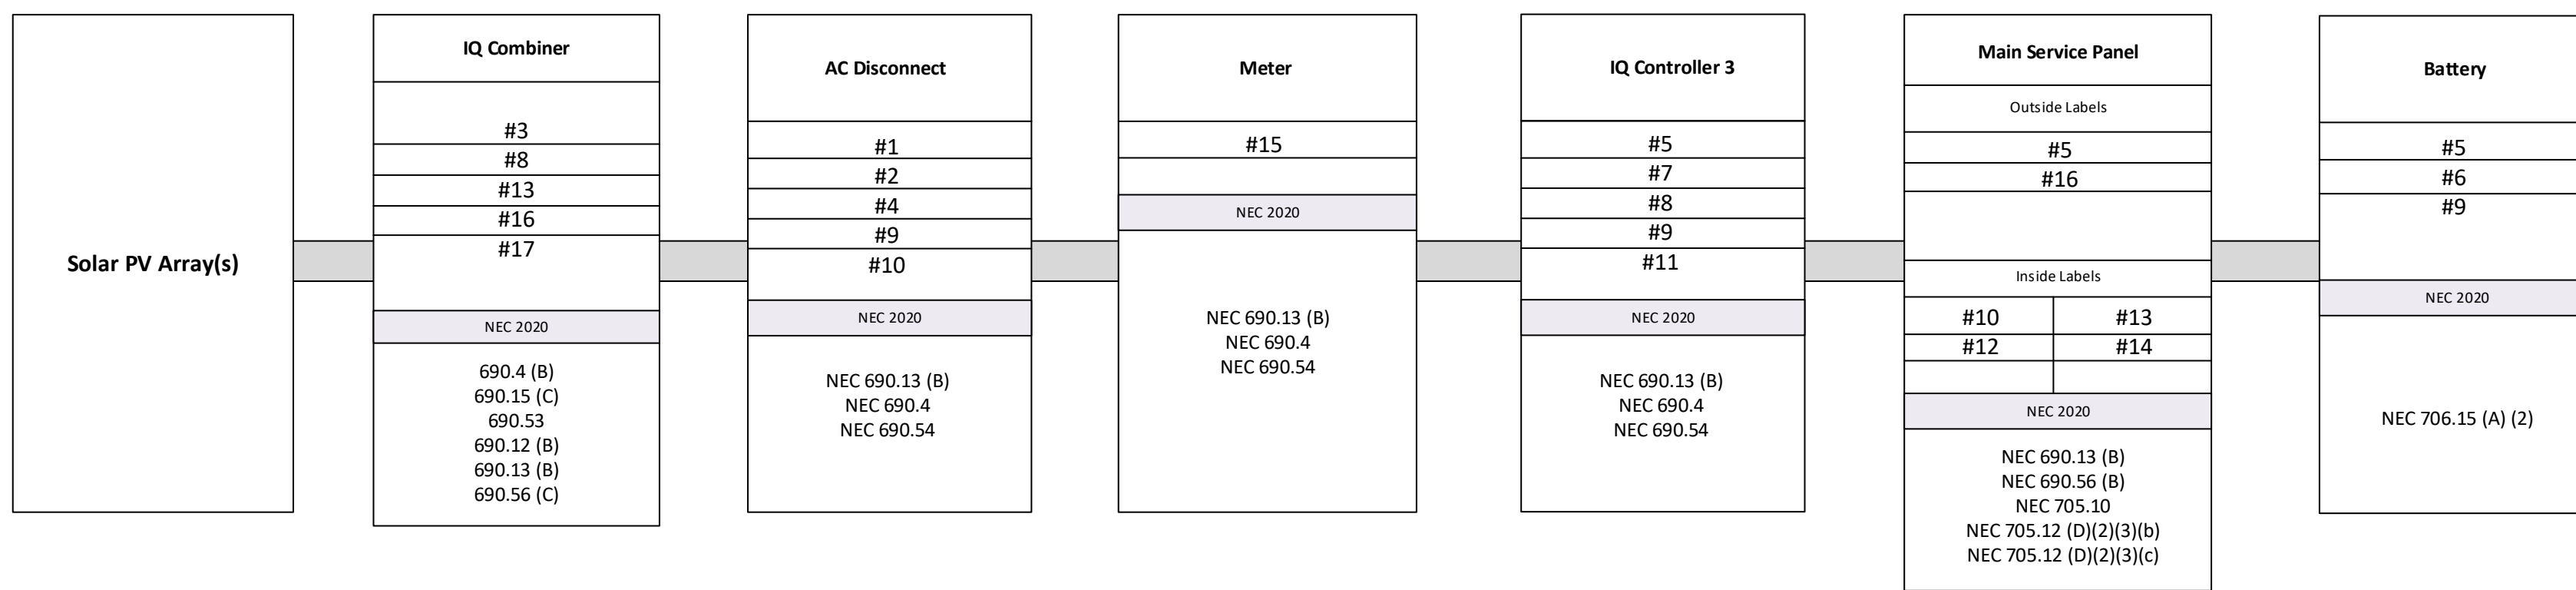 Solar PV Array(s)
IQ Combiner
#3
#8
#13
#16
#17
NEC 2020
690.4 (B)
690.15 (C)
690.53
690.12 (B)
690.13 (B)
690.56 (C)
AC Disconnect
#1
#2
#4
#9
#10
NEC 2020
NEC 690.13 (B)
NEC 690.4
NEC 690.54
Meter
#15
NEC 2020
NEC 690.13 (B)
NEC 690.4
NEC 690.54
IQ Controller 3
#5
#7
#8
#9
#11
NEC 2020
NEC 690.13 (B)
NEC 690.4
NEC 690.54
Main Service Panel
Outside Labels
#5
#16
Inside Labels
#10 #13
#12 #14
NEC 2020
NEC 690.13 (B)
NEC 690.56 (B)
NEC 705.10
NEC 705.12 (D)(2)(3)(b)
NEC 705.12 (D)(2)(3)(c)
Battery
#5
#6
#9
NEC 2020
NEC 706.15 (A) (2)